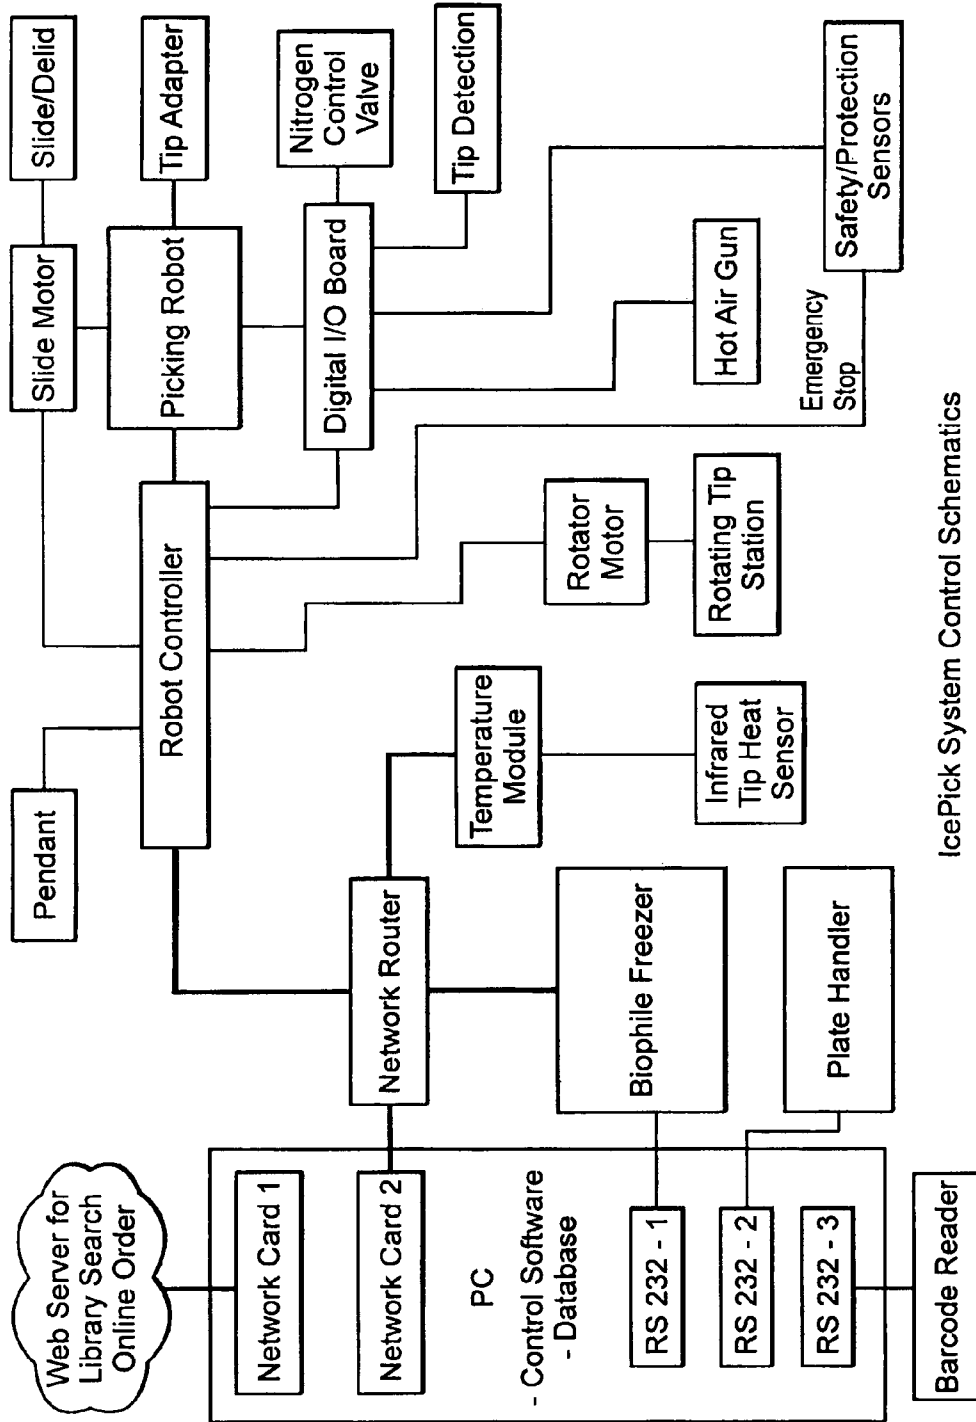 Web Server for
Library Search
Online Order
Network Card 1
Network Card 2
PC
- Control Software
- Database
RS 232 - 1
RS 232 - 2
RS 232 - 3
Barcode Reader
Network Router
Biophile Freezer
Plate Handler
Pendant
Robot Controller
Temperature
Module
Infrared
Tip Heat
Sensor
Rotator
Motor
Rotating Tip
Station
Slide Motor
Slide/Delid
Picking Robot
Tip Adapter
Digital I/O Board
Nitrogen
Control
Valve
Tip Detection
Hot Air Gun
Emergency
Stop
Safety/Protection
Sensors
IcePick System Control Schematics